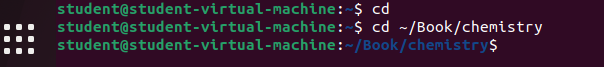 student@student-virtual-machine:~$ cd
student@student-virtual-machine:~$ cd ~/Book/chemistry
student@student-virtual-machine:~/Book/chemistry$